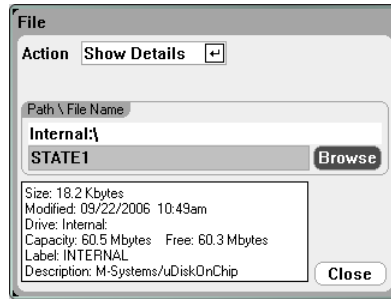 File
Action Show Details
Path \ File Name
Internal:\
STATE1 Browse
Size: 18.2 Kbytes
Modified: 09/22/2006 10:49am
Drive: Internal:
Capacity: 60.5 Mbytes Free: 60.3 Mbytes
Label: INTERNAL
Description: M-Systems/uDiskOnChip
Close